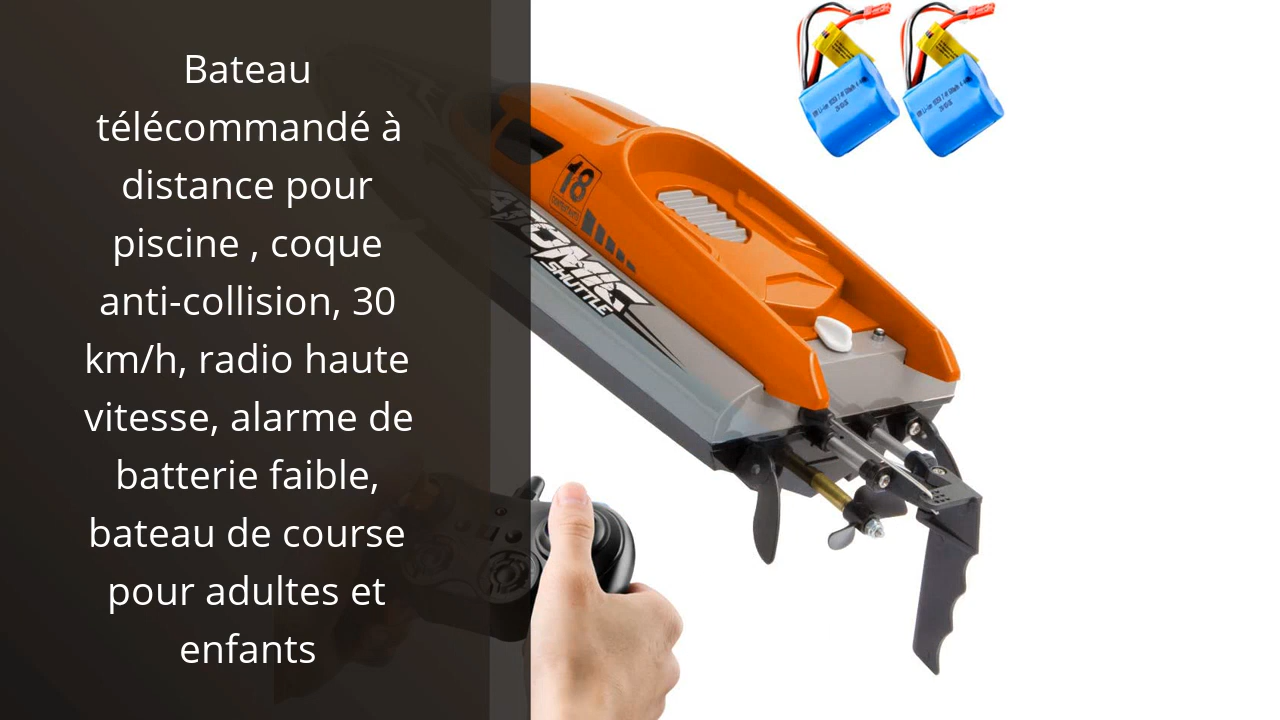 Bateau
télécommandé à
distance pour
piscine , coque
anti-collision, 30
km/h, radio haute
vitesse, alarme de
batterie faible,
bateau de course
pour adultes et
enfants
18
ATOMIC
SHUTTLE